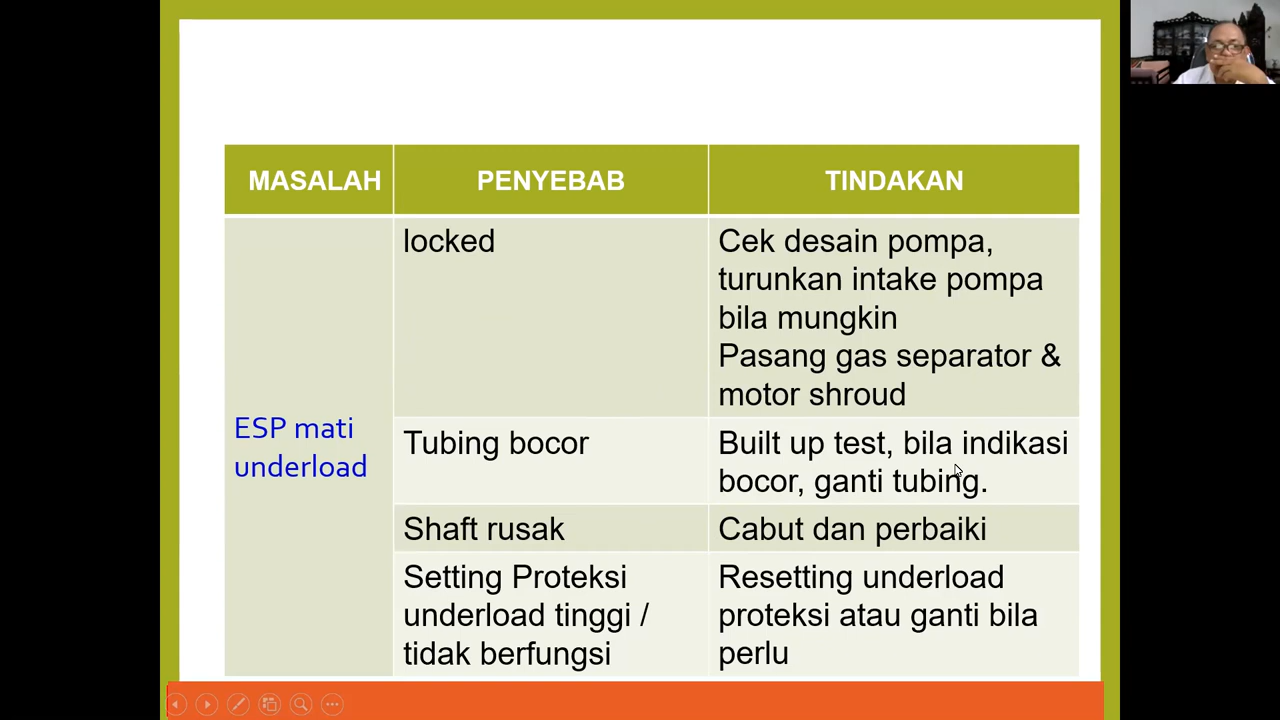 MASALAH PENYEBAB TINDAKAN
locked
Cek desain pompa,
turunkan intake pompa
bila mungkin
Pasang gas separator &
motor shroud
ESP mati
underload
Tubing bocor
Built up test, bila indikasi
bocor, ganti tubing.
Shaft rusak
Cabut dan perbaiki
Setting Proteksi
underload tinggi /
tidak berfungsi
Resetting underload
proteksi atau ganti bila
perlu